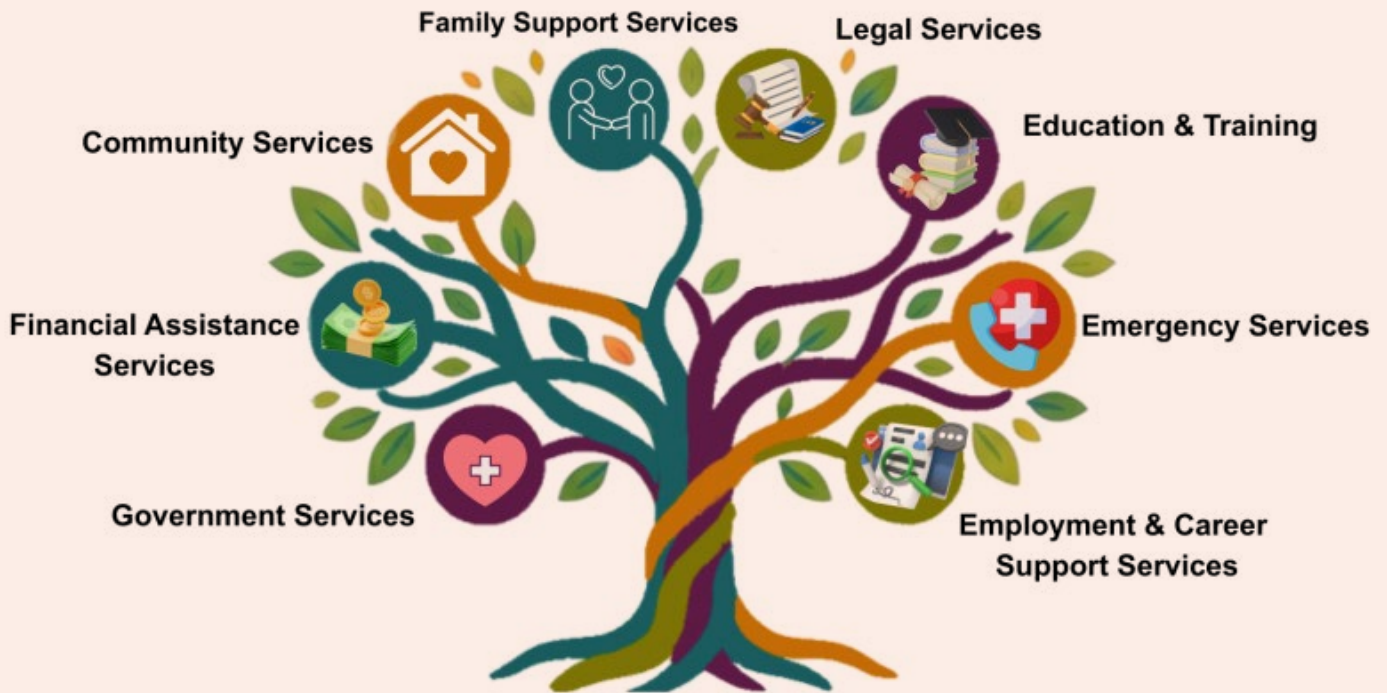 Family Support Services
Legal Services
Community Services
Education & Training
Financial Assistance
Services
Emergency Services
Government Services
Employment & Career
Support Services